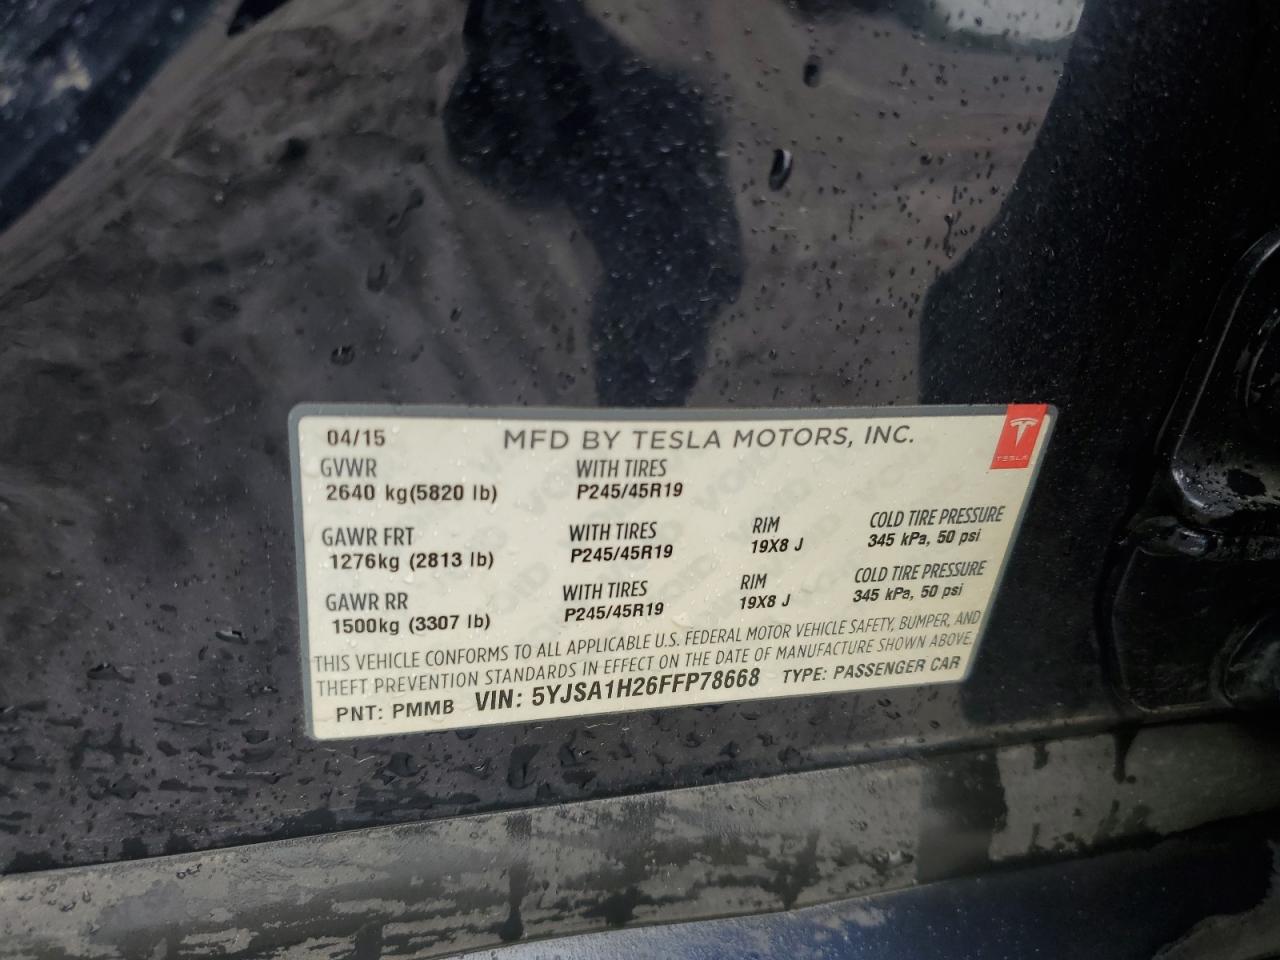 04/15 MFD BY TESLA MOTORS, INC.
TESLA
GVWR WITH TIRES
2640 kg(5820 lb) P245/45R19
GAWR FRT WITH TIRES RIM COLD TIRE PRESSURE
1276kg (2813 lb) P245/45R19 19X8 J 345 kPa, 50 psi
GAWR RR WITH TIRES RIM COLD TIRE PRESSURE
1500kg (3307 lb) P245/45R19 19X8 J 345 kPa, 50 psi
THIS VEHICLE CONFORMS TO ALL APPLICABLE U.S. FEDERAL MOTOR VEHICLE SAFETY, BUMPER, AND
THEFT PREVENTION STANDARDS IN EFFECT ON THE DATE OF MANUFACTURE SHOWN ABOVE.
PNT: PMMB VIN: 5YJSA1H26FFP78668 TYPE: PASSENGER CAR